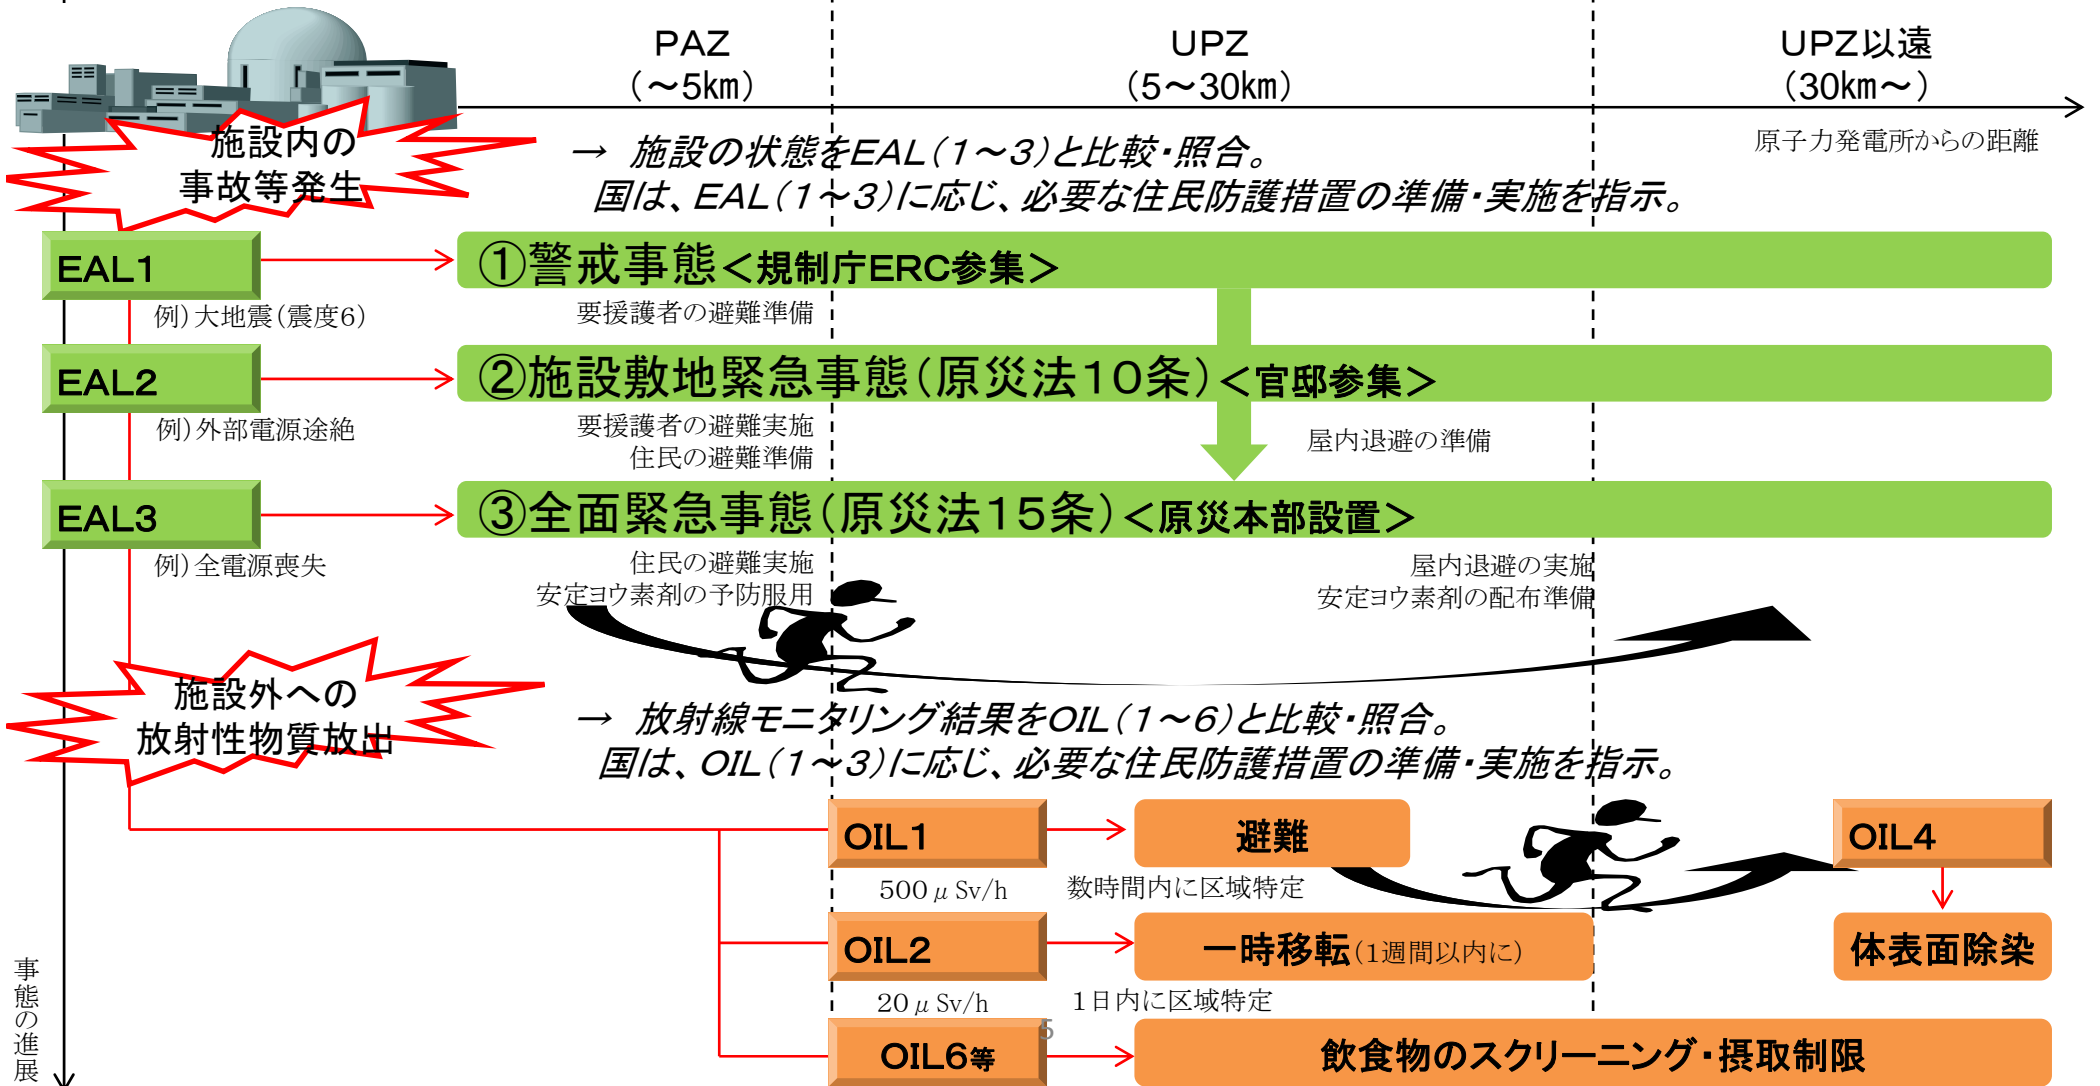 PAZ
(～5km)
UPZ
(5～30㎞)
UPZ以遠
(30㎞～)
原子力発電所からの距離
施設内の
事故等発生
→ 施設の状態をEAL(1～3)と比較・照合。
国は、EAL(1～3)に応じ、必要な住民防護措置の準備・実施を指示。
EAL1
①警戒事態＜規制庁ERC参集＞
例)大地震(震度6)
要援護者の避難準備
EAL2
②施設敷地緊急事態(原災法10条)＜官邸参集＞
例)外部電源途絶
要援護者の避難実施
住民の避難準備
屋内退避の準備
EAL3
③全面緊急事態(原災法15条)＜原災本部設置＞
例)全電源喪失
住民の避難実施
安定ヨウ素剤の予防服用
屋内退避の実施
安定ヨウ素剤の配布準備
施設外への
放射性物質放出
→ 放射線モニタリング結果をOIL(1～6)と比較・照合。
国は、OIL(1～3)に応じ、必要な住民防護措置の準備・実施を指示。
OIL1
避難
OIL4
500μSv/h
数時間内に区域特定
OIL2
一時移転(1週間以内に)
体表面除染
20μSv/h
1日内に区域特定
5
OIL6等
飲食物のスクリーニング・摂取制限
事態の進展